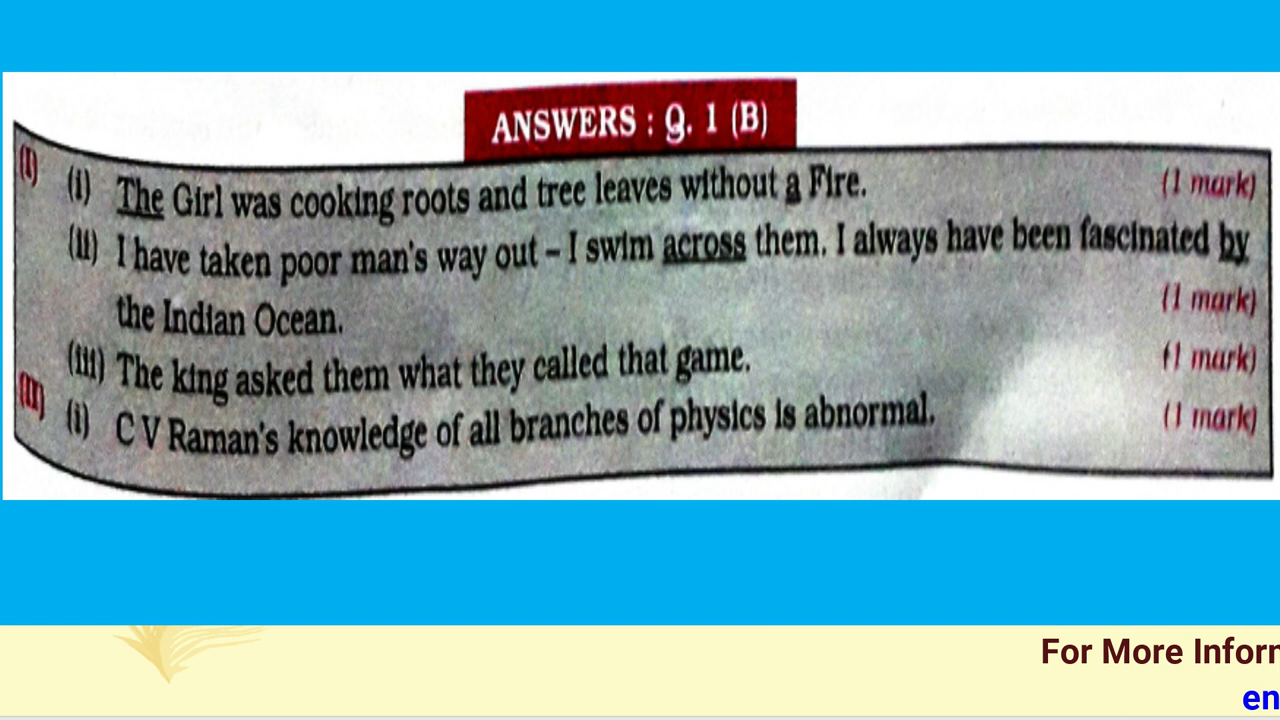 ANSWERS : Q. 1 (B)
(I) (i) The Girl was cooking roots and tree leaves without a Fire. (1 mark)
(ii) I have taken poor man's way out – I swim across them. I always have been fascinated by
the Indian Ocean. (1 mark)
(iii) The king asked them what they called that game. (1 mark)
(II) (i) C V Raman's knowledge of all branches of physics is abnormal. (1 mark)
For More Inforn
en